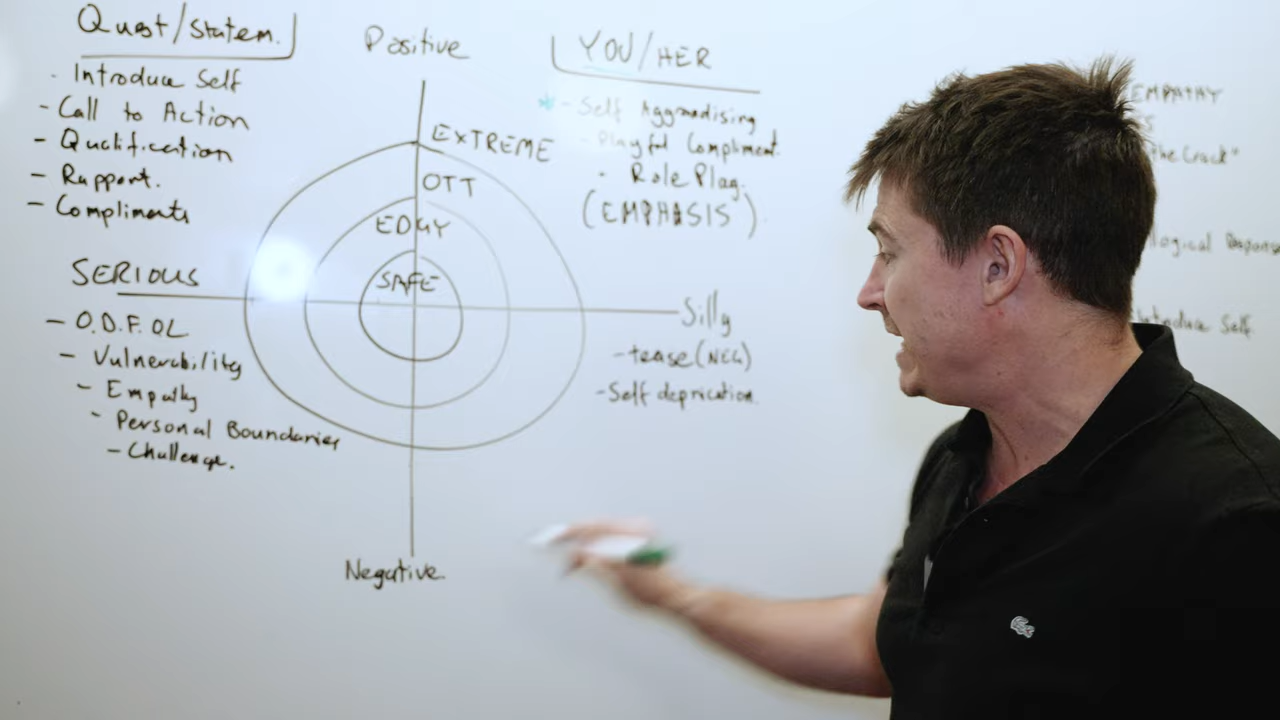 Quest/Statem.
- Introduce Self
- Call to Action
- Qualification
- Rapport.
- Compliments
Positive
YOU/HER
- Self Aggrandising
- Playful Compliment.
- Role Play.
(EMPHASIS)
EXTREME
OTT
EDGY
SAFE
SERIOUS
- O.D.F.OL
- Vulnerability
- Empathy
- Personal Boundaries
- Challenge.
Silly
- tease (NEG)
- Self deprication.
Negative.
EMPATHY
the Crack"
logical
Introduce Self